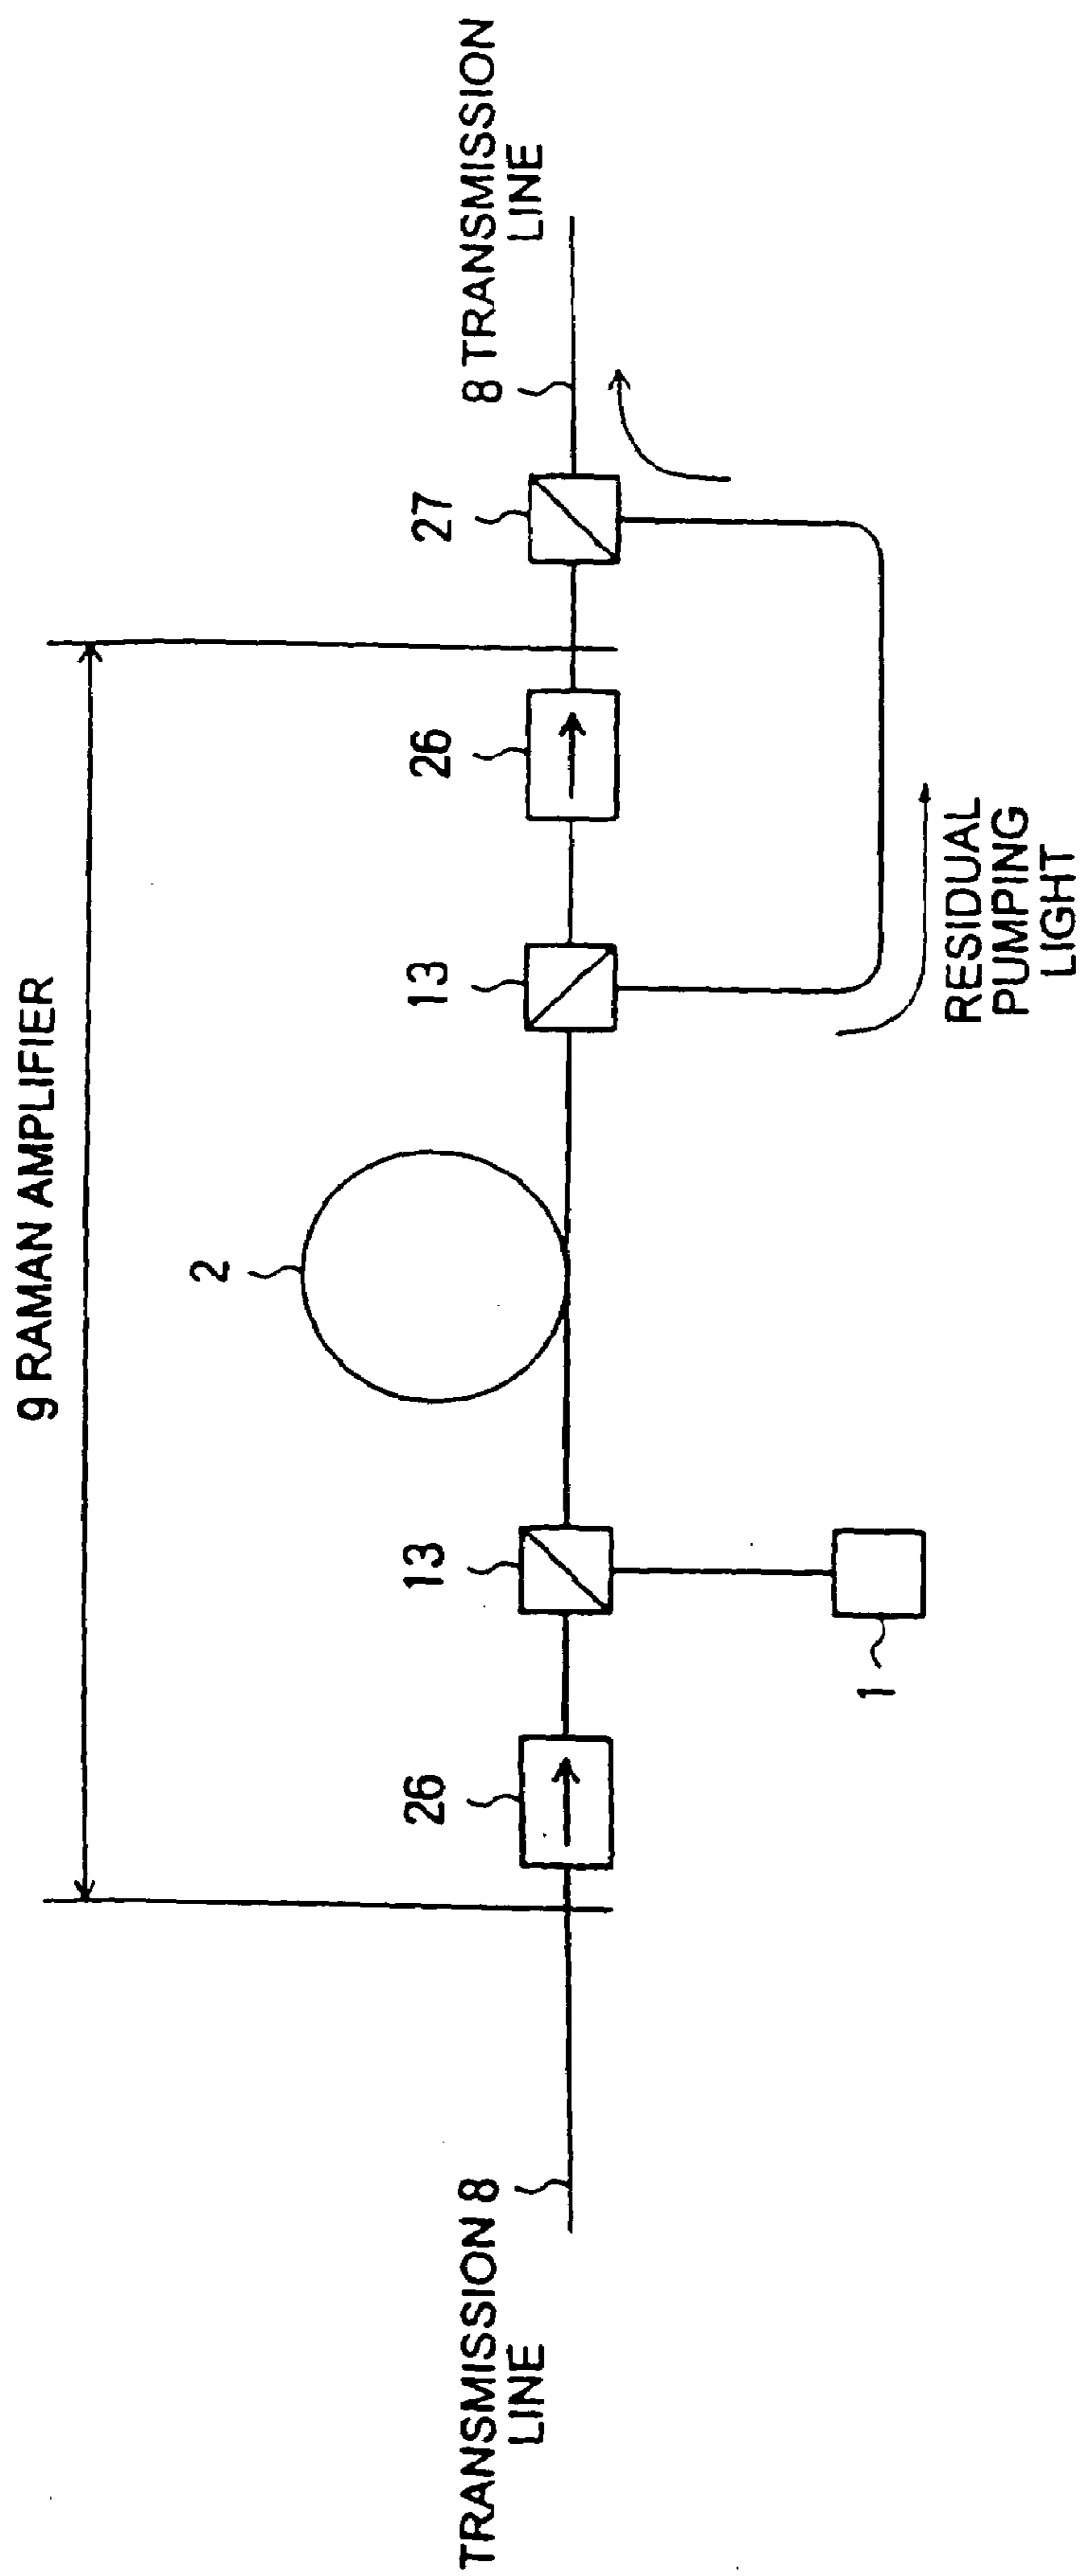 9 RAMAN AMPLIFIER
2
TRANSMISSION 8
LINE
26
13
13
26
27
8 TRANSMISSION
LINE
1
RESIDUAL
PUMPING
LIGHT